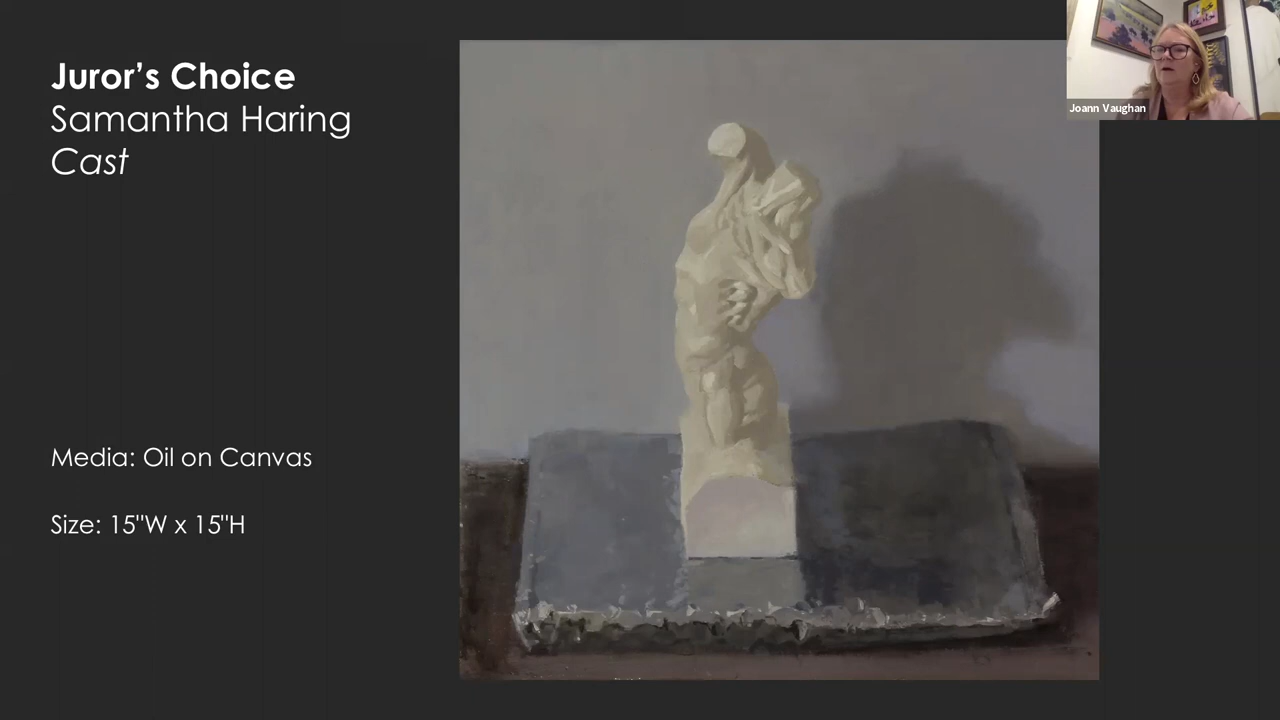 Juror’s Choice
Samantha Haring
Cast
Media: Oil on Canvas
Size: 15"W x 15"H
Joann Vaughan